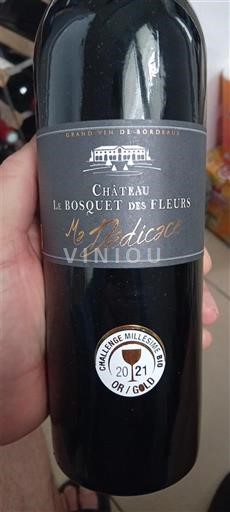 GRAND VIN DE BORDEAUX
CHÂTEAU
LE BOSQUET DES FLEURS
Ma Dédicace
VINIOU
CHALLENGE MILLÉSIME BIO
20 21
OR / GOLD